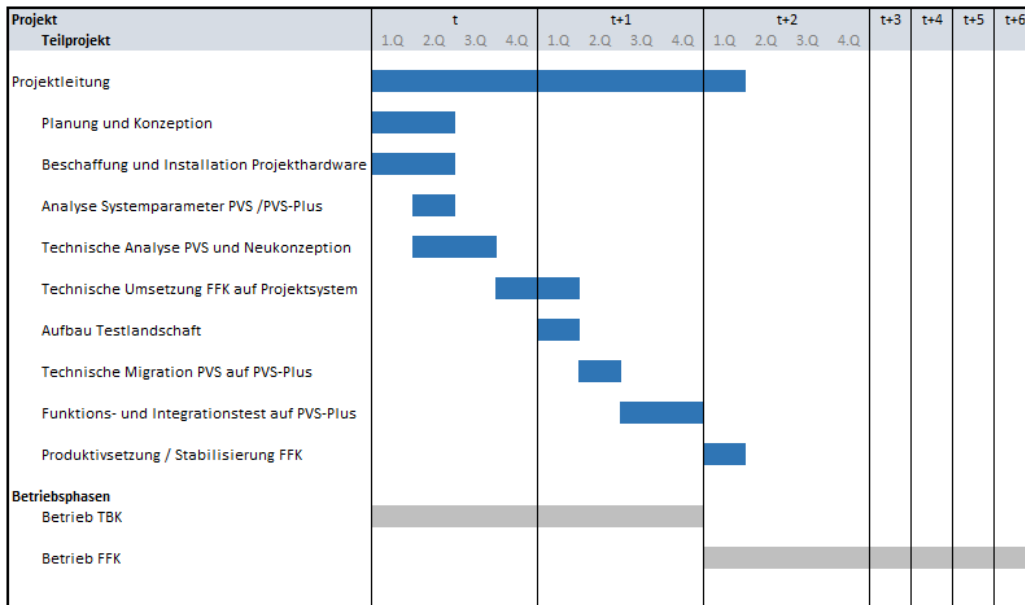 Projekt t t+1 t+2 t+3 t+4 t+5 t+6
Teilprojekt 1.Q 2.Q 3.Q 4.Q 1.Q 2.Q 3.Q 4.Q 1.Q 2.Q 3.Q 4.Q
Projektleitung
Planung und Konzeption
Beschaffung und Installation Projekthardware
Analyse Systemparameter PVS /PVS-Plus
Technische Analyse PVS und Neukonzeption
Technische Umsetzung FFK auf Projektsystem
Aufbau Testlandschaft
Technische Migration PVS auf PVS-Plus
Funktions- und Integrationstest auf PVS-Plus
Produktivsetzung / Stabilisierung FFK
Betriebsphasen
Betrieb TBK
Betrieb FFK